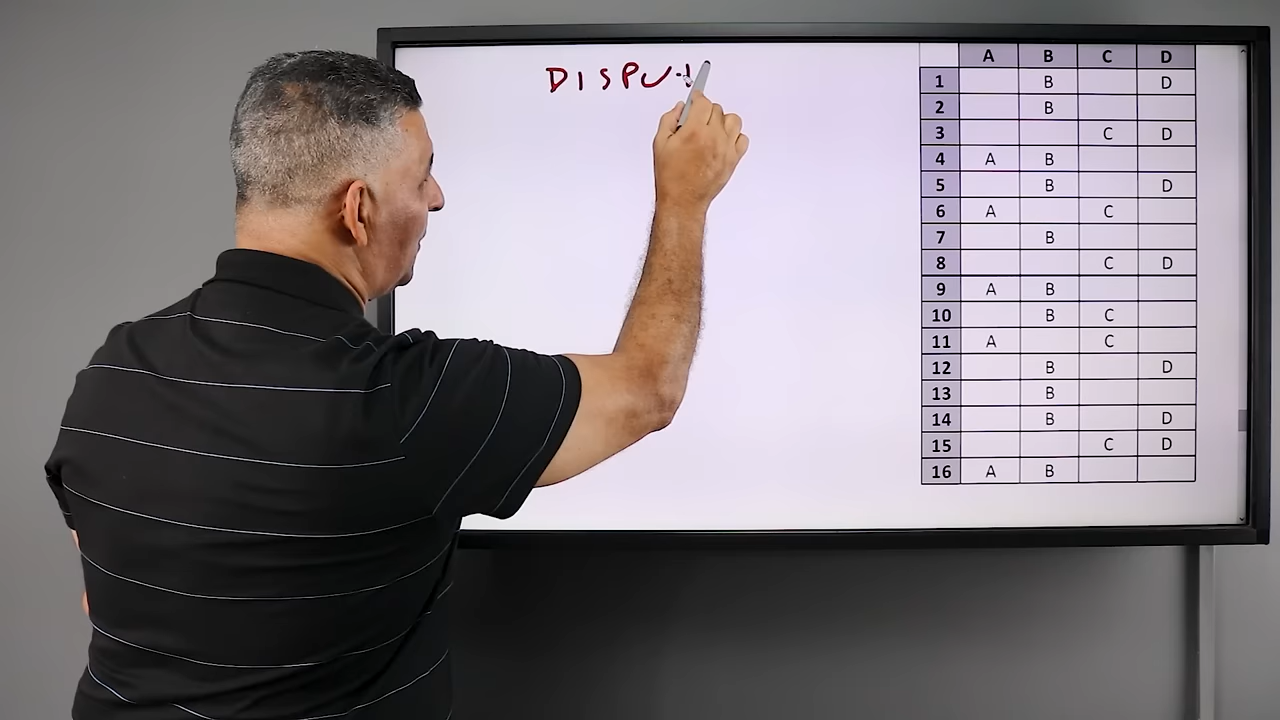 DISPU
A B C D
1 B D
2 B
3 C D
4 A B
5 B D
6 A C
7 B
8 C D
9 A B
10 B C
11 A C
12 B D
13 B
14 B D
15 C D
16 A B